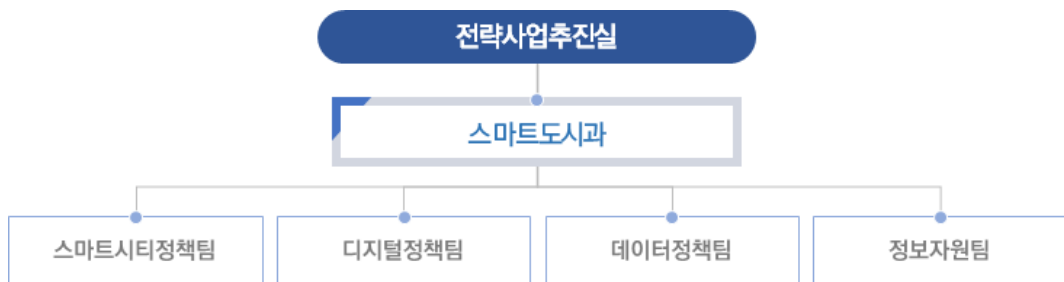 전략사업추진실
스마트도시과
스마트시티정책팀
디지털정책팀
데이터정책팀
정보자원팀